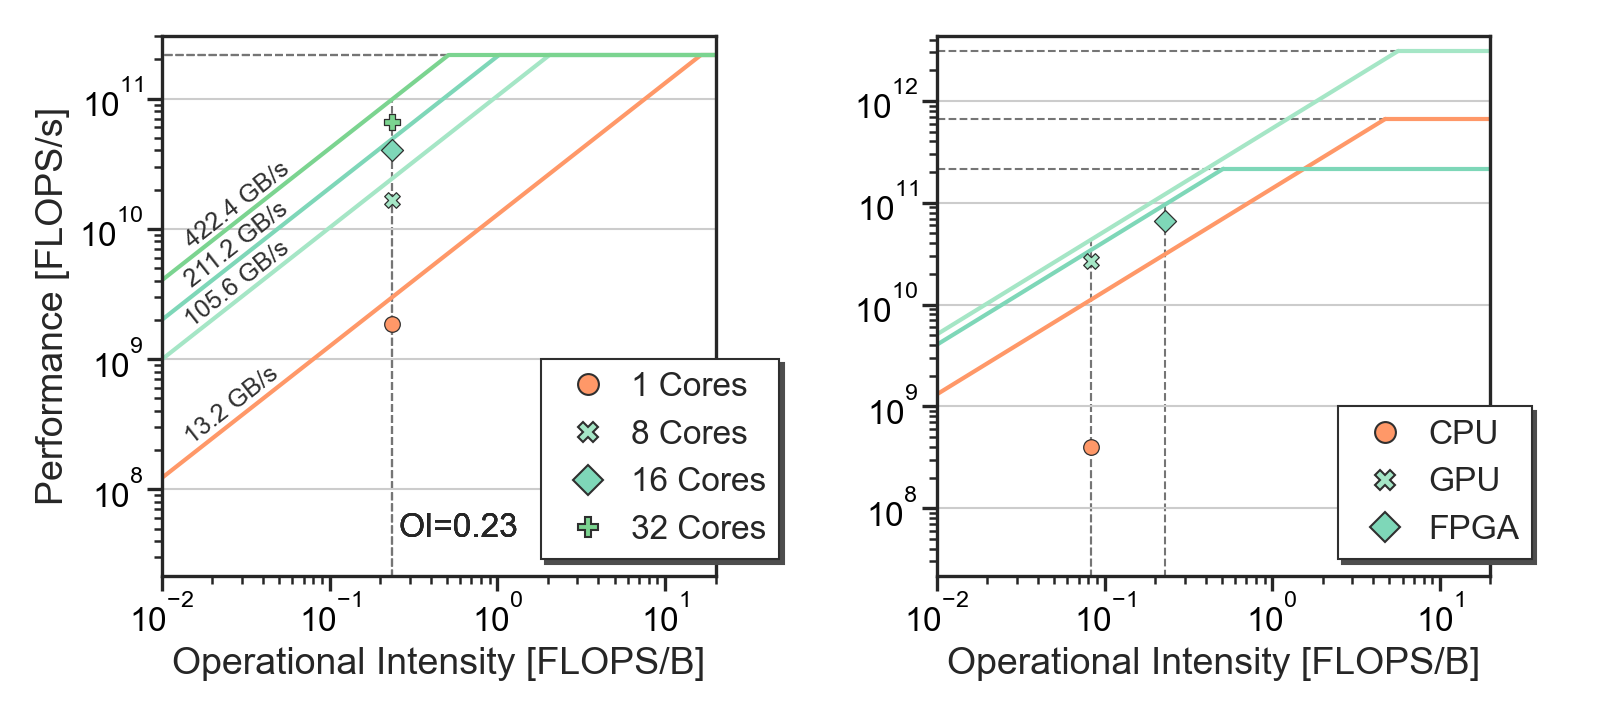 Performance [FLOPS/s]
10^11
10^10
10^9
10^8
422.4 GB/s
211.2 GB/s
105.6 GB/s
13.2 GB/s
OI=0.23
1 Cores
8 Cores
16 Cores
32 Cores
10^−2 10^−1 10^0 10^1
Operational Intensity [FLOPS/B]
10^12
10^11
10^10
10^9
10^8
CPU
GPU
FPGA
10^−2 10^−1 10^0 10^1
Operational Intensity [FLOPS/B]